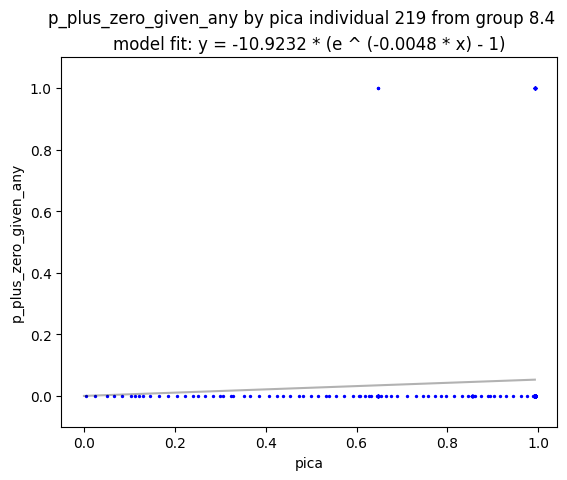 p_plus_zero_given_any by pica individual 219 from group 8.4
model fit: y = -10.9232 * (e ^ (-0.0048 * x) - 1)
p_plus_zero_given_any
1.0
0.8
0.6
0.4
0.2
0.0
0.0 0.2 0.4 0.6 0.8 1.0
pica